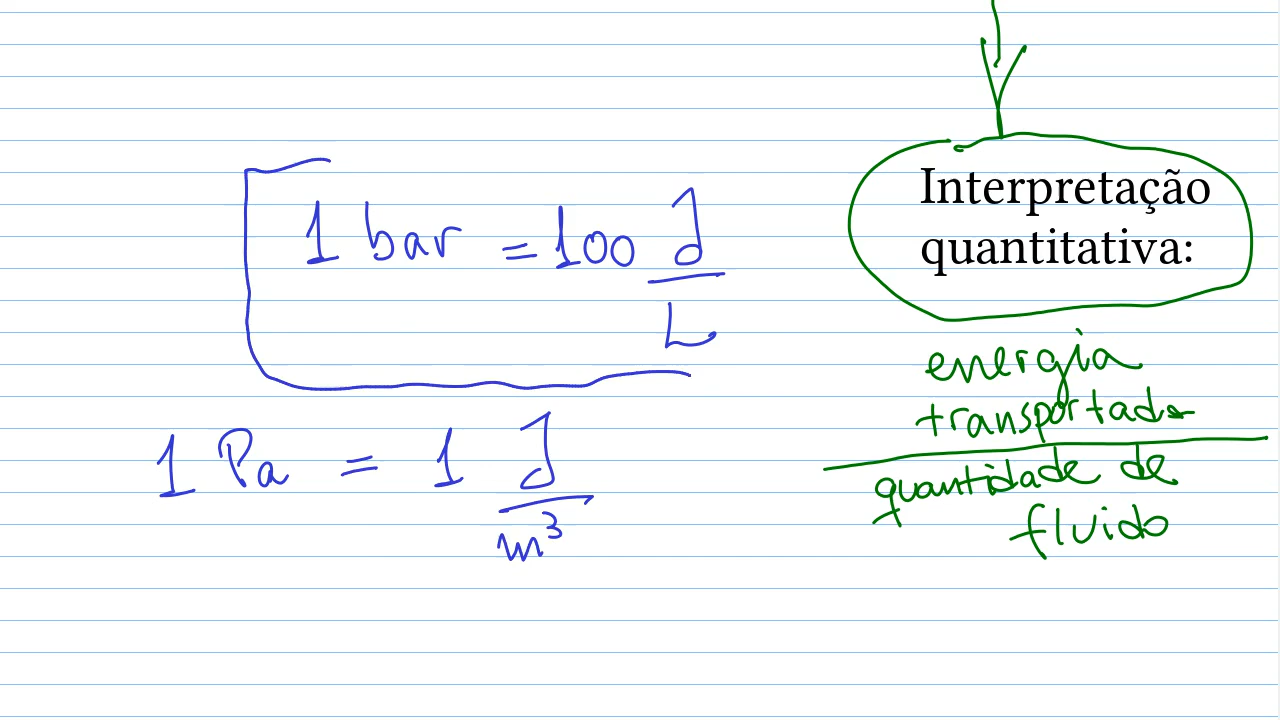 1 bar = 100 J
L
1 Pa = 1 J
m³
Interpretação
quantitativa:
energia
transportada
quantidade de
fluido